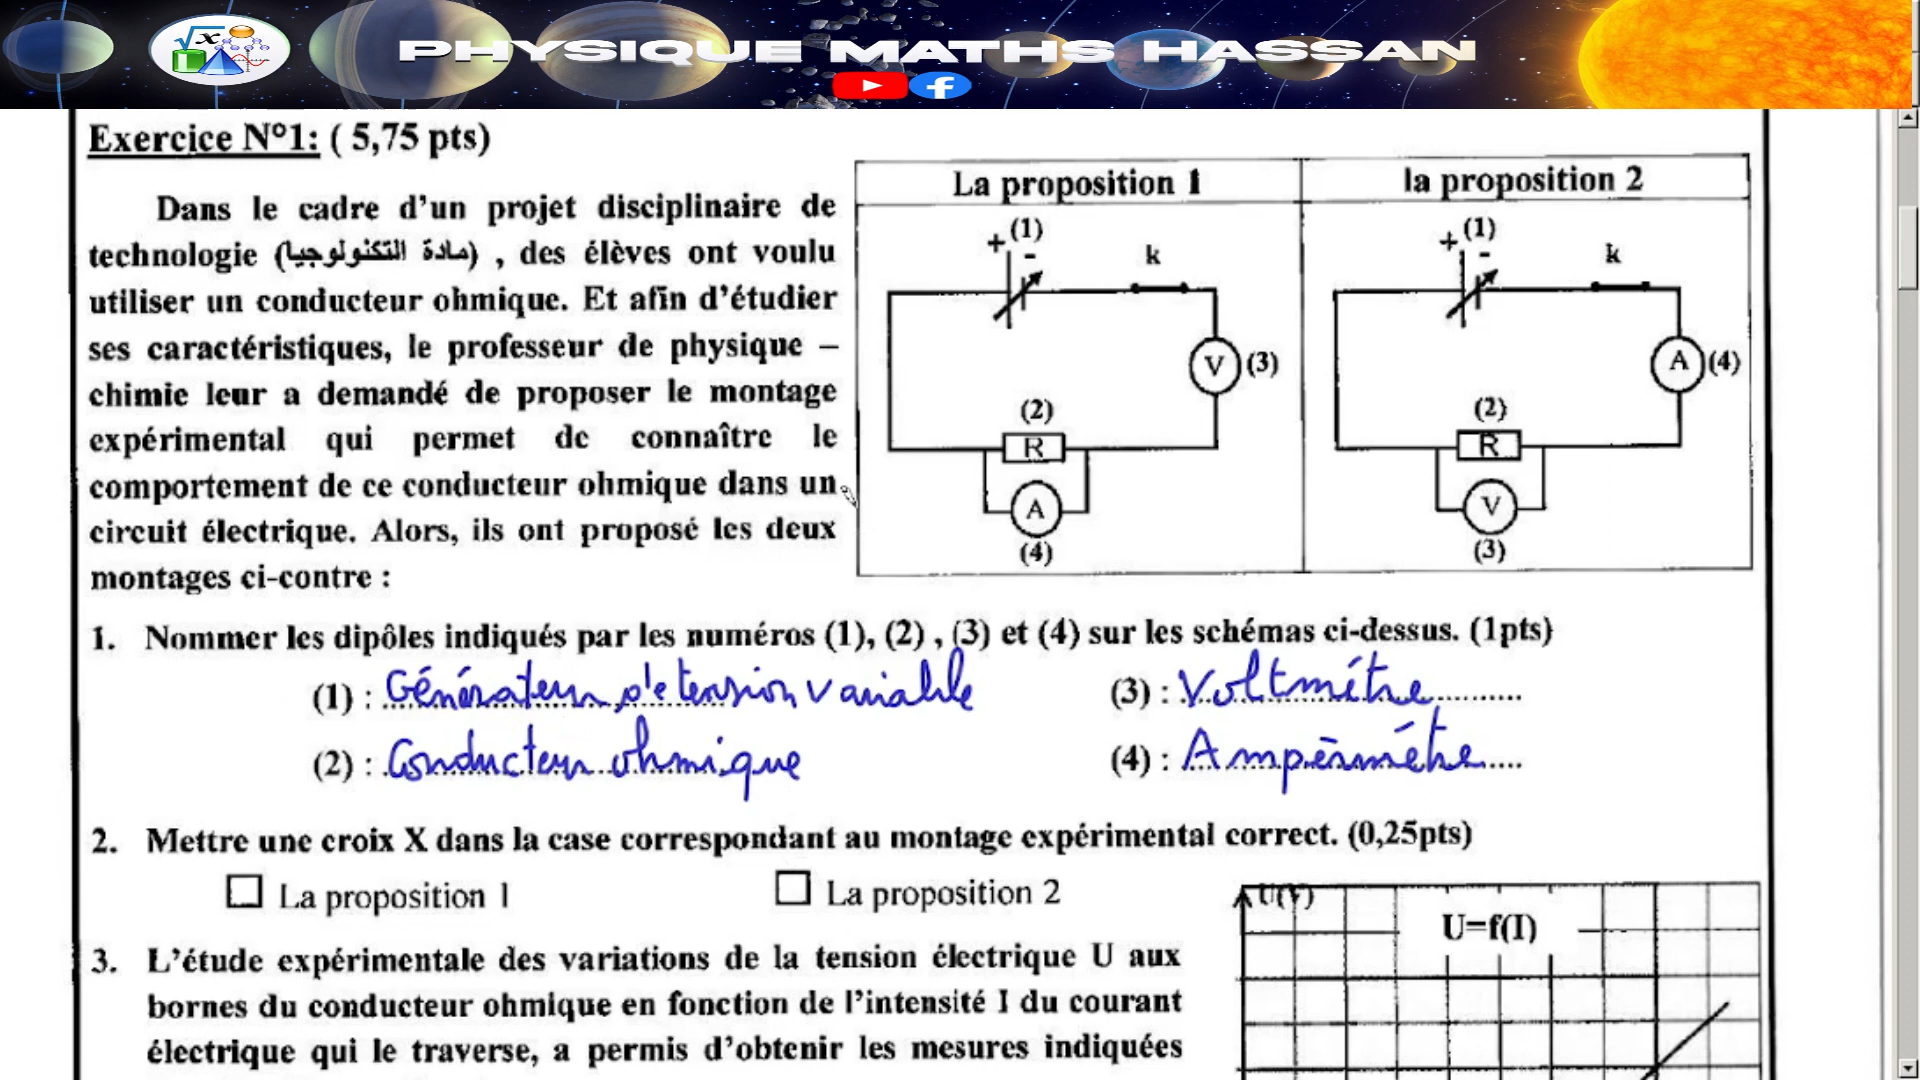 PHYSIQUE MATHS HASSAN
Exercice N°1: ( 5,75 pts)
Dans le cadre d'un projet disciplinaire de
technologie (مادة التكنولوجيا) , des élèves ont voulu
utiliser un conducteur ohmique. Et afin d'étudier
ses caractéristiques, le professeur de physique –
chimie leur a demandé de proposer le montage
expérimental qui permet de connaître le
comportement de ce conducteur ohmique dans un
circuit électrique. Alors, ils ont proposé les deux
montages ci-contre :
La proposition 1
+ (1) -
k
V (3)
(2)
R
A
(4)
la proposition 2
+ (1) -
k
A (4)
(2)
R
V
(3)
1. Nommer les dipôles indiqués par les numéros (1), (2) , (3) et (4) sur les schémas ci-dessus. (1pts)
(1) : Générateur de tension variable
(3) : Voltmétre
(2) : Conducteur ohmique
(4) : Ampèrmétre
2. Mettre une croix X dans la case correspondant au montage expérimental correct. (0,25pts)
La proposition 1
La proposition 2
3. L'étude expérimentale des variations de la tension électrique U aux
bornes du conducteur ohmique en fonction de l'intensité I du courant
électrique qui le traverse, a permis d'obtenir les mesures indiquées
U(V)
U=f(I)